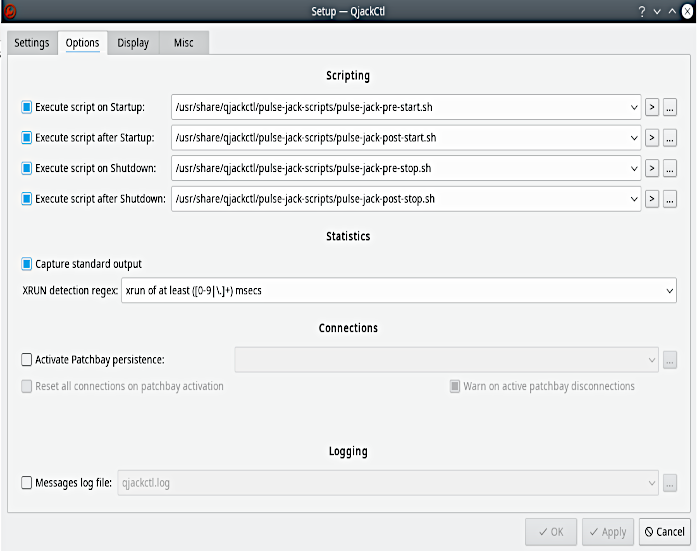 Setup — QjackCtl
Settings Options Display Misc
Scripting
Execute script on Startup: /usr/share/qjackctl/pulse-jack-scripts/pulse-jack-pre-start.sh > ...
Execute script after Startup: /usr/share/qjackctl/pulse-jack-scripts/pulse-jack-post-start.sh > ...
Execute script on Shutdown: /usr/share/qjackctl/pulse-jack-scripts/pulse-jack-pre-stop.sh > ...
Execute script after Shutdown: /usr/share/qjackctl/pulse-jack-scripts/pulse-jack-post-stop.sh > ...
Statistics
Capture standard output
XRUN detection regex: xrun of at least ([0-9|\.]+) msecs
Connections
Activate Patchbay persistence: ...
Reset all connections on patchbay activation Warn on active patchbay disconnections
Logging
Messages log file: qjackctl.log ...
OK Apply Cancel